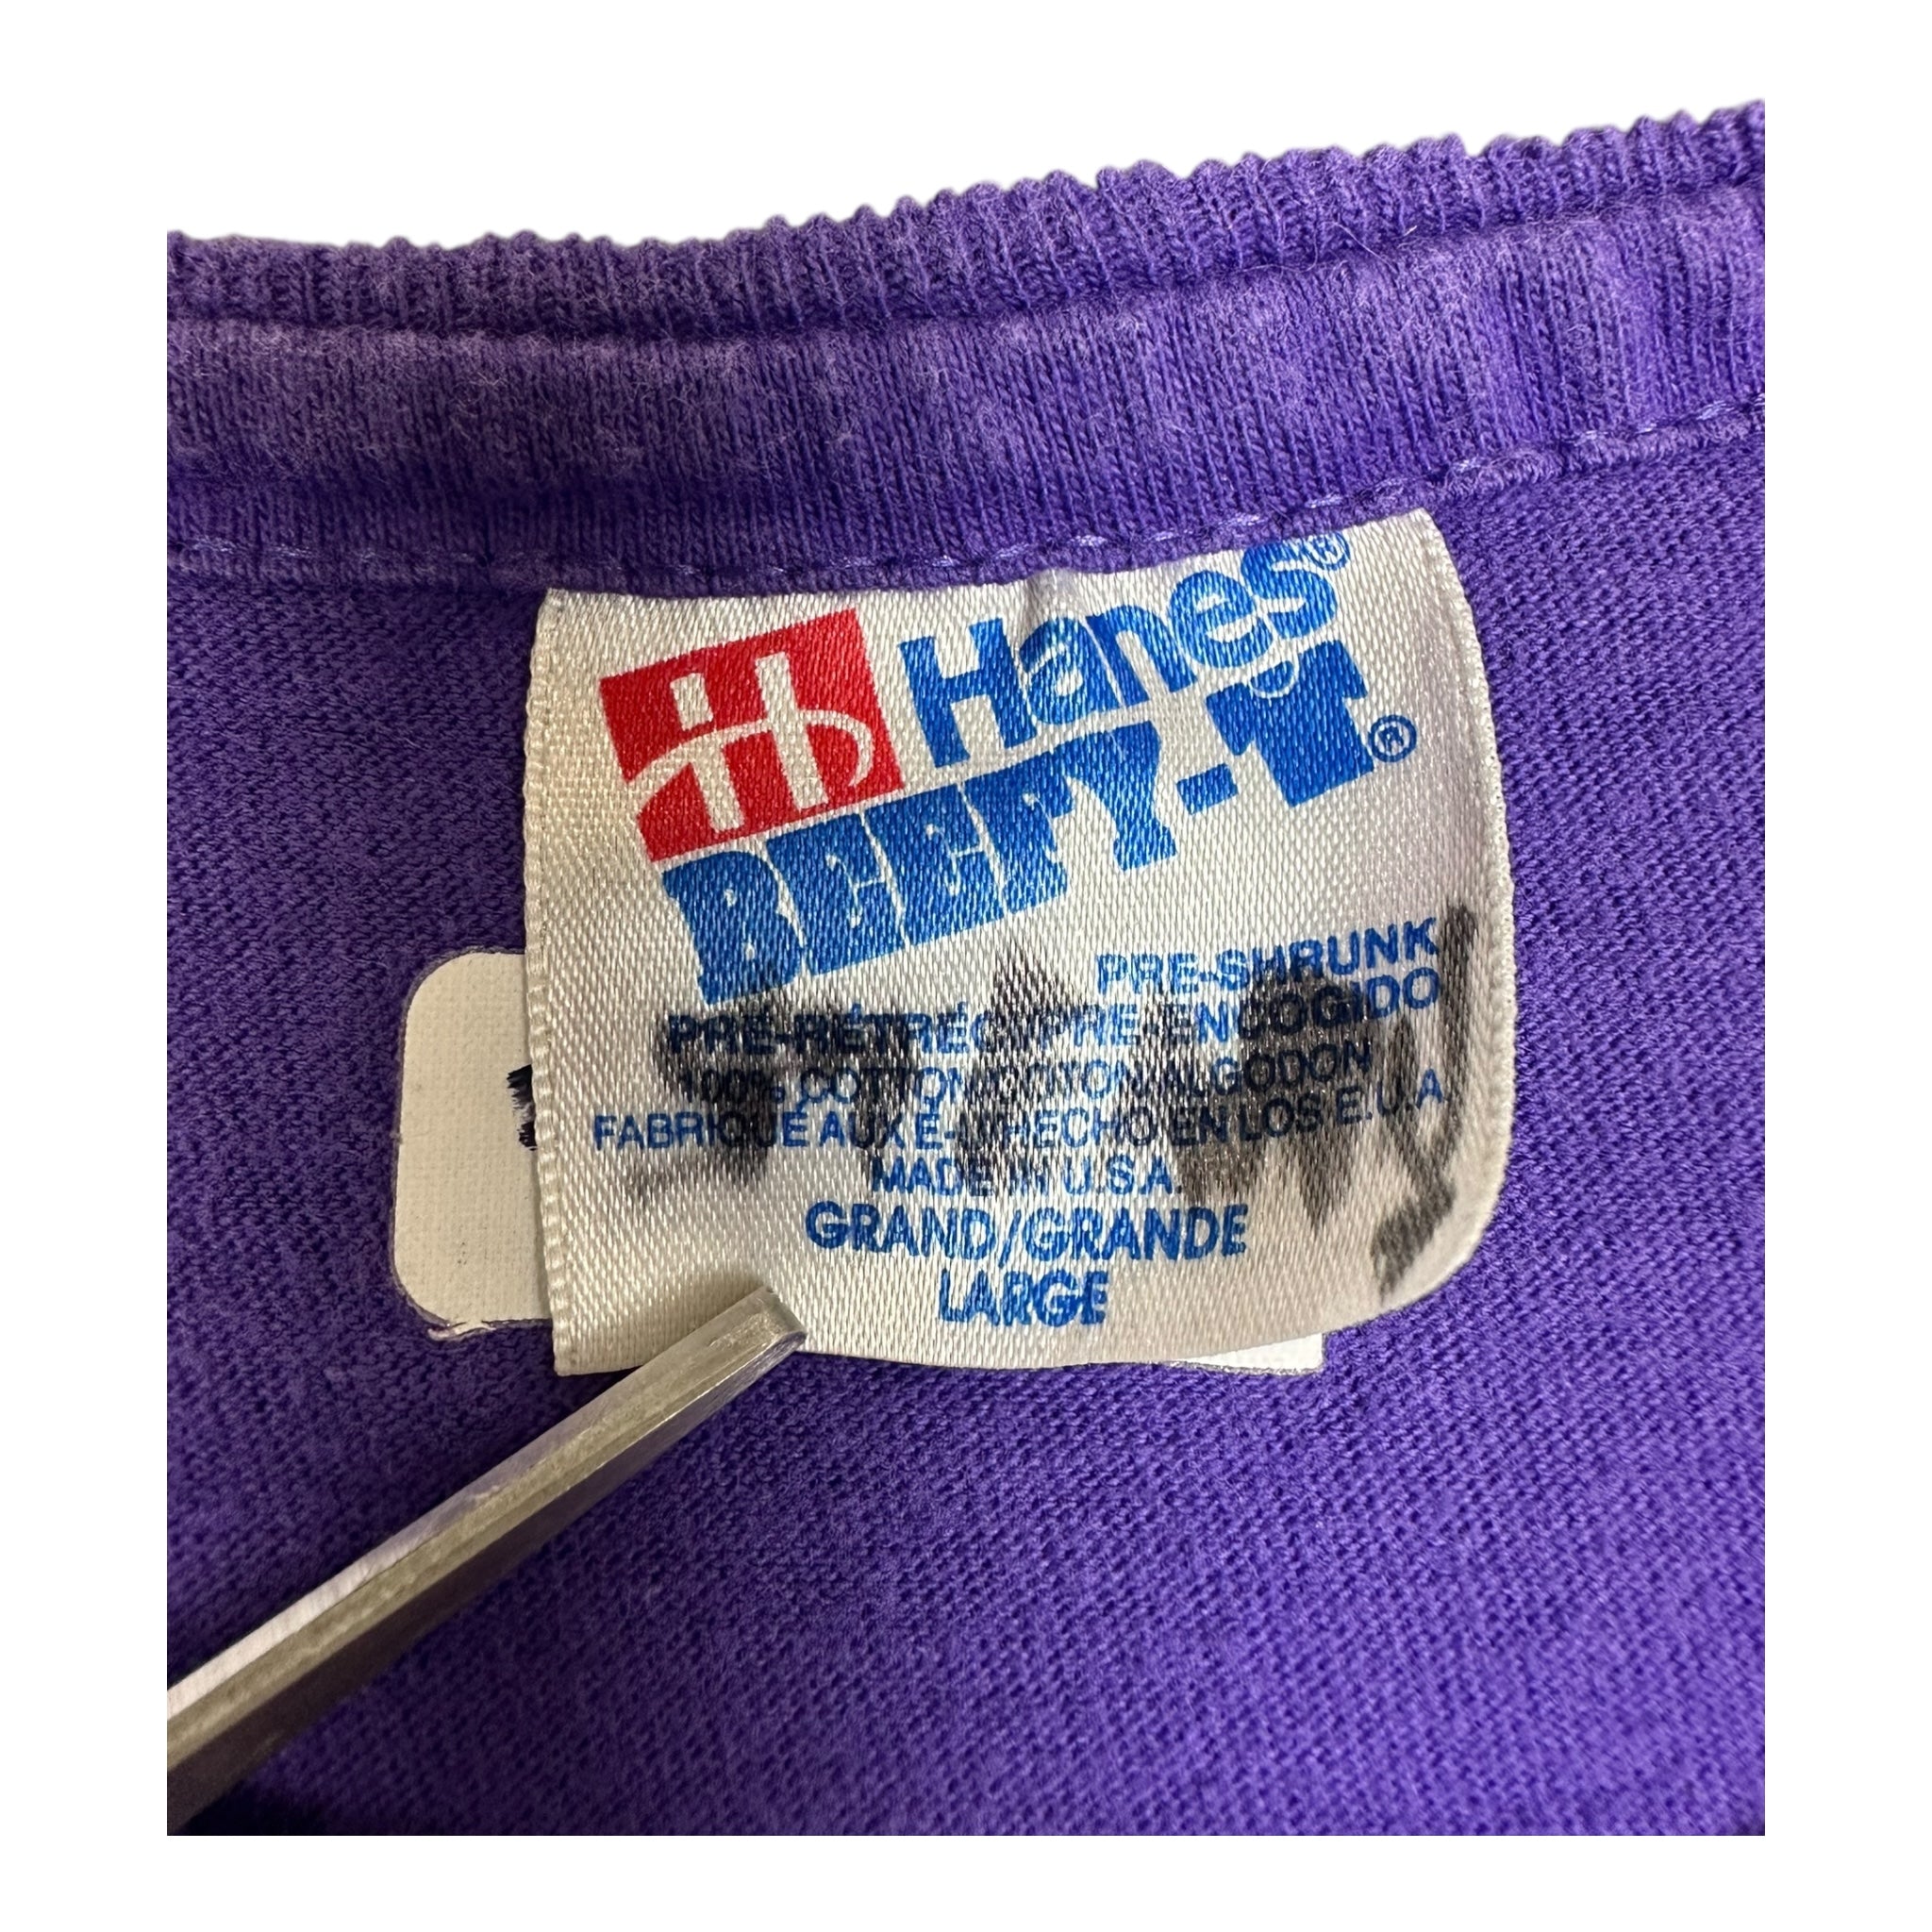 Hanes®
BEEFY-T®
PRE-SHRUNK
PRÉ-RÉTRÉCI/PRE-ENCOGIDO
100% COTTON/COTON/ALGODON
FABRIQUÉ AUX É-U/HECHO EN LOS E.U.A
MADE IN U.S.A.
GRAND/GRANDE
LARGE